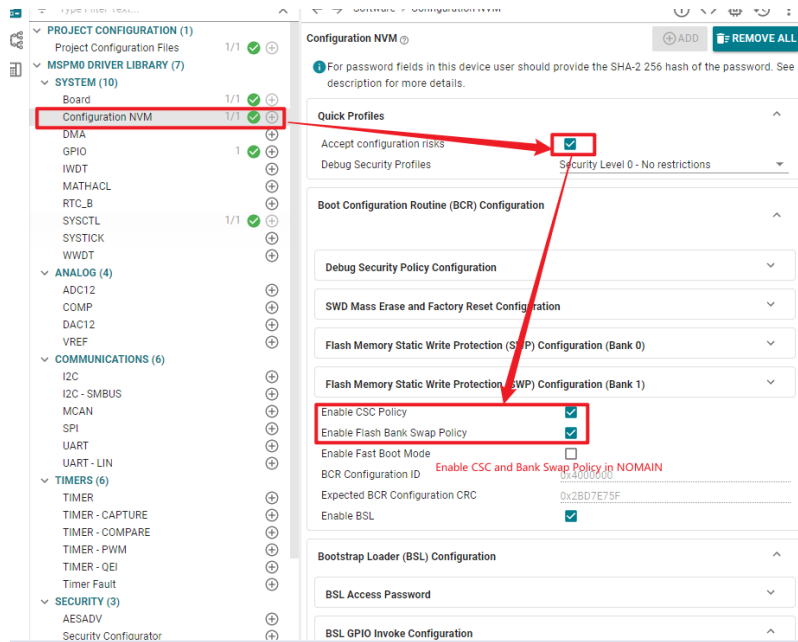 Type Filter Text...
PROJECT CONFIGURATION (1)
Project Configuration Files 1/1
MSPM0 DRIVER LIBRARY (7)
SYSTEM (10)
Board 1/1
Configuration NVM 1/1
DMA
GPIO 1
IWDT
MATHACL
RTC_B
SYSCTL 1/1
SYSTICK
WWDT
ANALOG (4)
ADC12
COMP
DAC12
VREF
COMMUNICATIONS (6)
I2C
I2C - SMBUS
MCAN
SPI
UART
UART - LIN
TIMERS (6)
TIMER
TIMER - CAPTURE
TIMER - COMPARE
TIMER - PWM
TIMER - QEI
Timer Fault
SECURITY (3)
AESADV
Security Configurator
Software > Configuration NVM
Configuration NVM
ADD
REMOVE ALL
For password fields in this device user should provide the SHA-2 256 hash of the password. See
description for more details.
Quick Profiles
Accept configuration risks
Debug Security Profiles Security Level 0 - No restrictions
Boot Configuration Routine (BCR) Configuration
Debug Security Policy Configuration
SWD Mass Erase and Factory Reset Configuration
Flash Memory Static Write Protection (SWP) Configuration (Bank 0)
Flash Memory Static Write Protection (SWP) Configuration (Bank 1)
Enable CSC Policy
Enable Flash Bank Swap Policy
Enable Fast Boot Mode
Enable CSC and Bank Swap Policy in NOMAIN
BCR Configuration ID 0x4000000
Expected BCR Configuration CRC 0x2BD7E75F
Enable BSL
Bootstrap Loader (BSL) Configuration
BSL Access Password
BSL GPIO Invoke Configuration